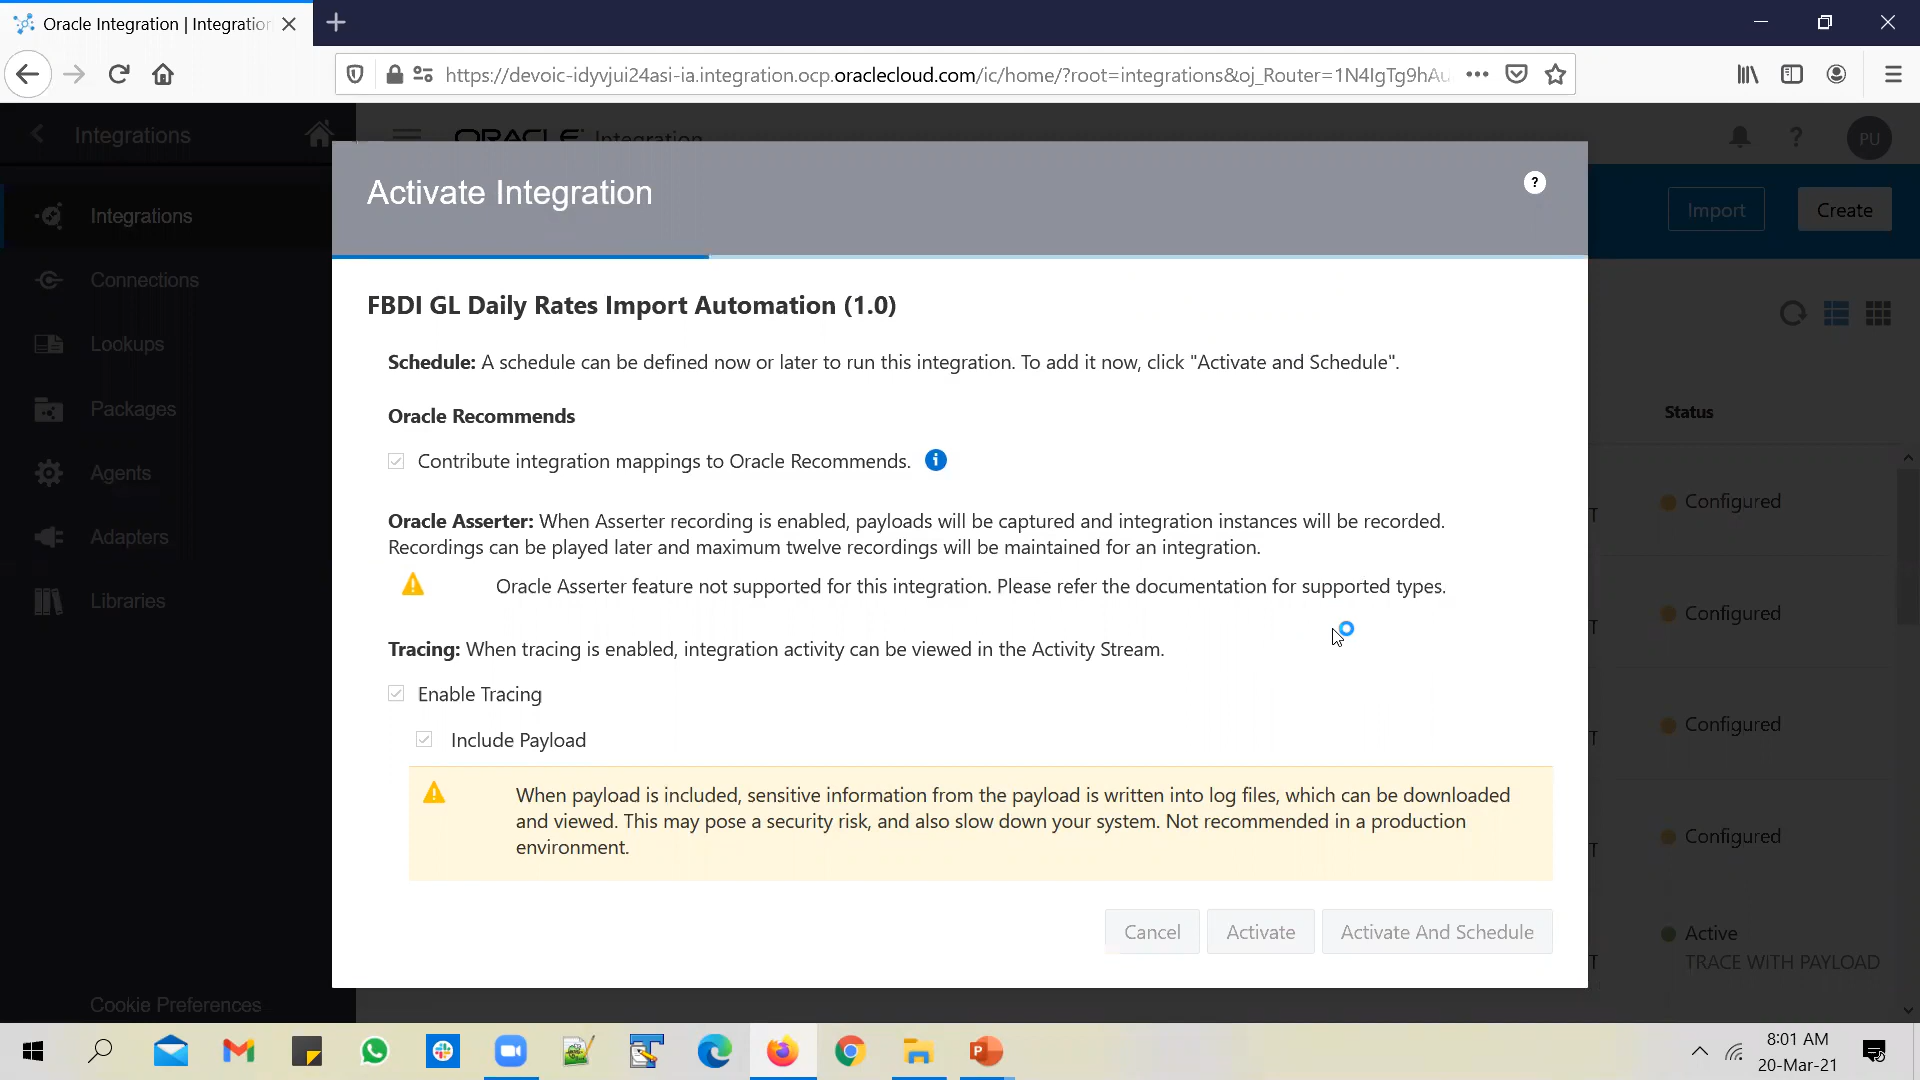 Oracle Integration | Integration
https://devoic-idyvjui24asi-ia.integration.ocp.oraclecloud.com/ic/home/?root=integrations&oj_Router=1N4IgTg9hAu
Integrations
ORACLE Integration
PU
Activate Integration
?
Import
Create
Integrations
Connections
Lookups
Packages
Agents
Adapters
Libraries
Cookie Preferences
FBDI GL Daily Rates Import Automation (1.0)
Schedule: A schedule can be defined now or later to run this integration. To add it now, click "Activate and Schedule".
Oracle Recommends
Contribute integration mappings to Oracle Recommends.
Oracle Asserter: When Asserter recording is enabled, payloads will be captured and integration instances will be recorded.
Recordings can be played later and maximum twelve recordings will be maintained for an integration.
Oracle Asserter feature not supported for this integration. Please refer the documentation for supported types.
Tracing: When tracing is enabled, integration activity can be viewed in the Activity Stream.
Enable Tracing
Include Payload
When payload is included, sensitive information from the payload is written into log files, which can be downloaded
and viewed. This may pose a security risk, and also slow down your system. Not recommended in a production
environment.
Cancel
Activate
Activate And Schedule
Status
Configured
Configured
Configured
Configured
Active
TRACE WITH PAYLOAD
8:01 AM
20-Mar-21